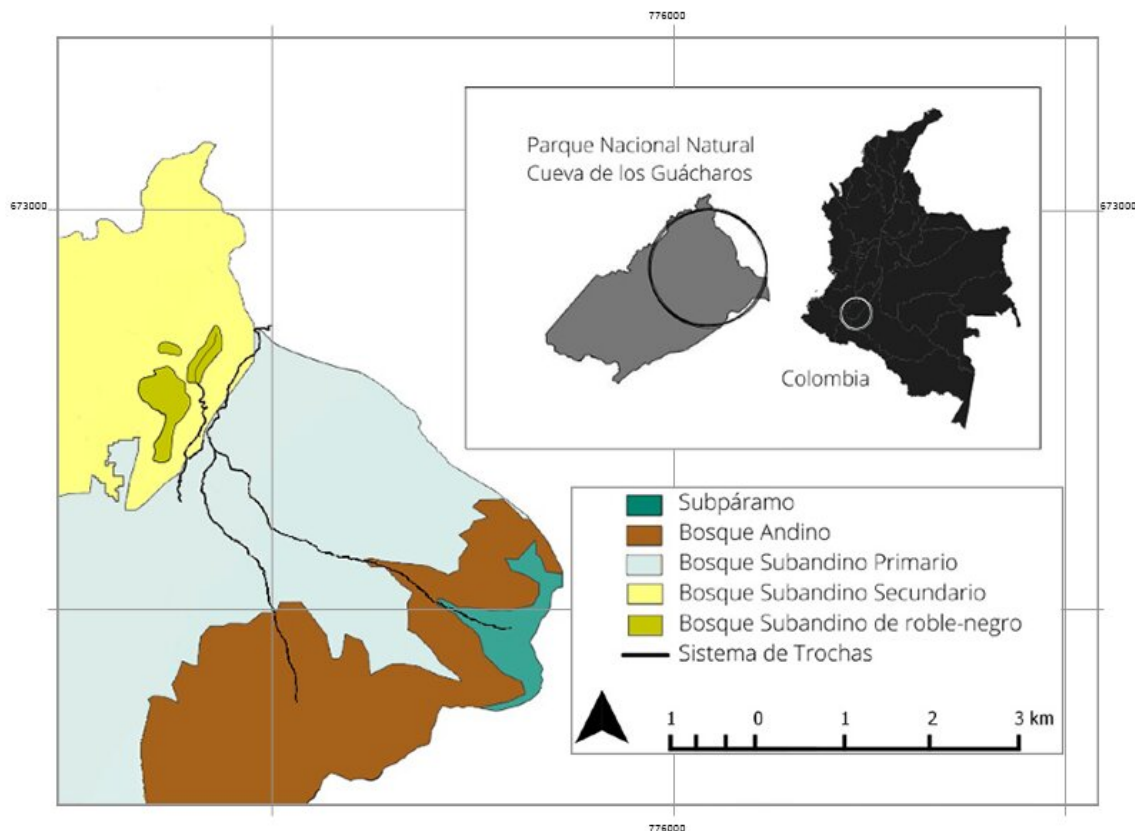 776000
673000
673000
Parque Nacional Natural
Cueva de los Guácharos
Colombia
Subpáramo
Bosque Andino
Bosque Subandino Primario
Bosque Subandino Secundario
Bosque Subandino de roble-negro
Sistema de Trochas
1 0 1 2 3 km
776000